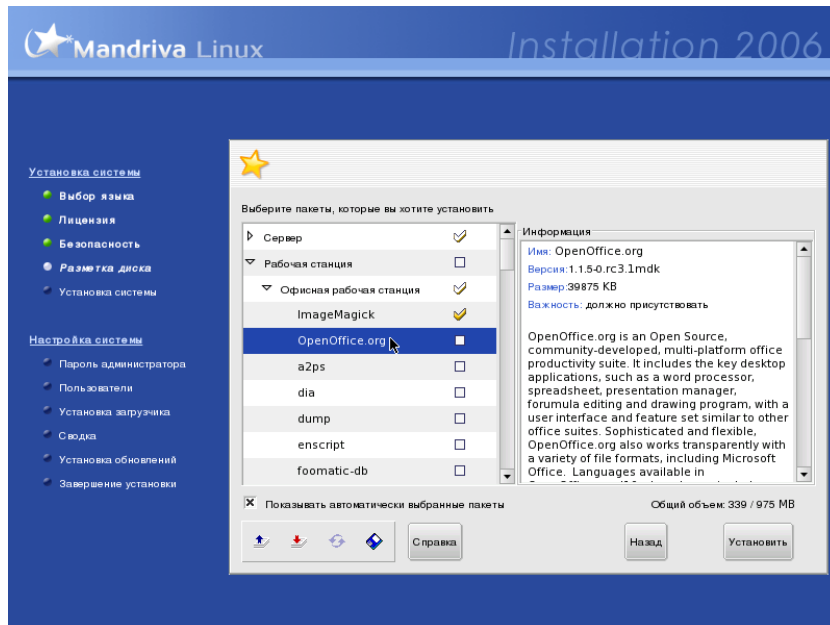 Mandriva Linux
Installation 2006
Установка системы
Выбор языка
Лицензия
Безопасность
Разметка диска
Установка системы
Настройка системы
Пароль администратора
Пользователи
Установка загрузчика
Сводка
Установка обновлений
Завершение установки
Выберите пакеты, которые вы хотите установить
Сервер
Рабочая станция
Офисная рабочая станция
ImageMagick
OpenOffice.org
a2ps
dia
dump
enscript
foomatic-db
Информация
Имя: OpenOffice.org
Версия:1.1.5-0.rc3.1mdk
Размер:39875 KB
Важность: должно присутствовать
OpenOffice.org is an Open Source,
community-developed, multi-platform office
productivity suite. It includes the key desktop
applications, such as a word processor,
spreadsheet, presentation manager,
forumula editing and drawing program, with a
user interface and feature set similar to other
office suites. Sophisticated and flexible,
OpenOffice.org also works transparently with
a variety of file formats, including Microsoft
Office. Languages available in
Показывать автоматически выбранные пакеты
Общий объем: 339 / 975 MB
Справка
Назад
Установить